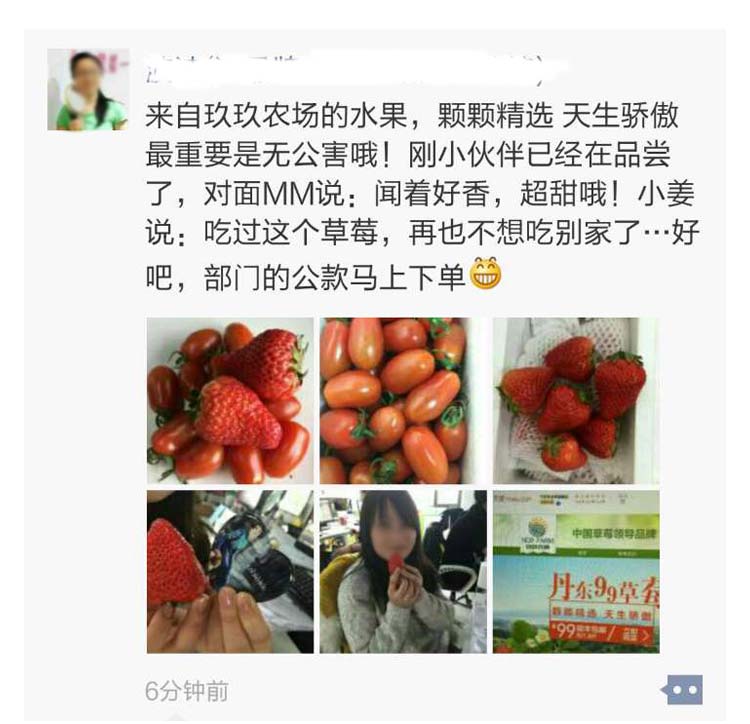 来自玖玖农场的水果，颗颗精选 天生骄傲
最重要是无公害哦！刚小伙伴已经在品尝
了，对面MM说：闻着好香，超甜哦！小姜
说：吃过这个草莓，再也不想吃别家了…好
吧，部门的公款马上下单
中国草莓领导品牌
丹东99草莓
颗颗精选 天生骄傲
¥99
6分钟前